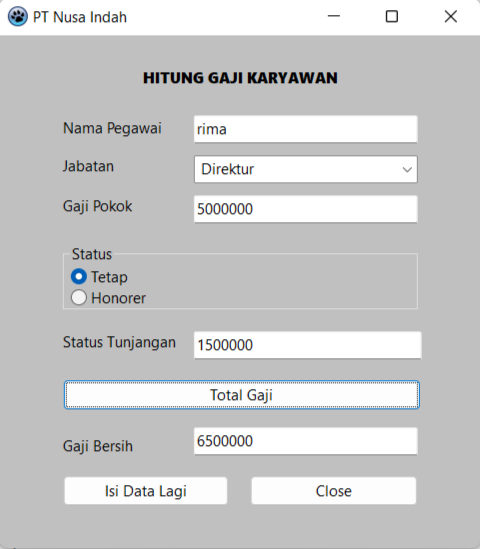 PT Nusa Indah
HITUNG GAJI KARYAWAN
Nama Pegawai rima
Jabatan Direktur
Gaji Pokok 5000000
Status
Tetap
Honorer
Status Tunjangan 1500000
Total Gaji
Gaji Bersih 6500000
Isi Data Lagi Close